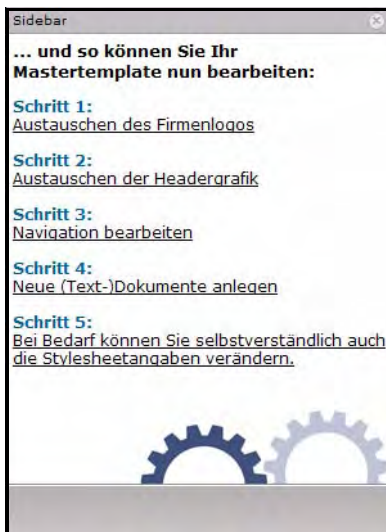 Sidebar
... und so können Sie Ihr
Mastertemplate nun bearbeiten:
Schritt 1:
Austauschen des Firmenlogos
Schritt 2:
Austauschen der Headergrafik
Schritt 3:
Navigation bearbeiten
Schritt 4:
Neue (Text-)Dokumente anlegen
Schritt 5:
Bei Bedarf können Sie selbstverständlich auch
die Stylesheetangaben verändern.